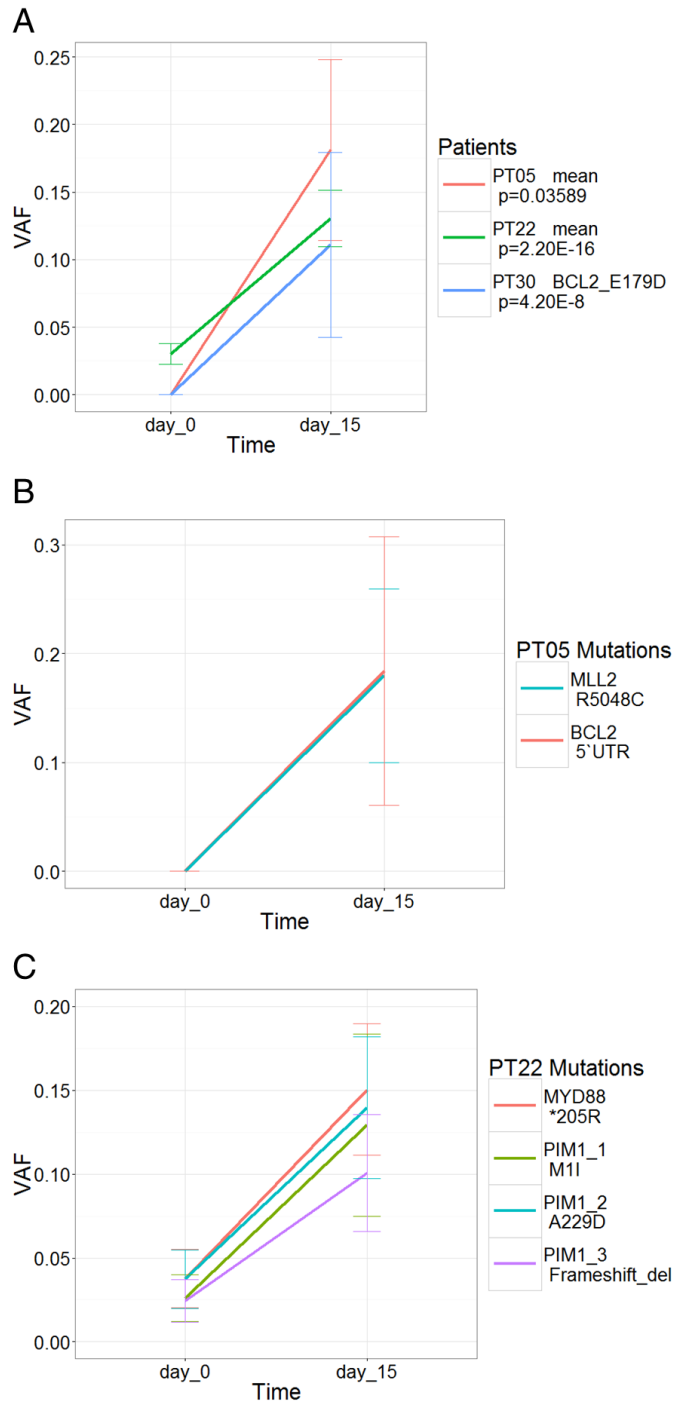 A
0.25
0.20
0.15
0.10
0.05
0.00
VAF
day_0
day_15
Time
Patients
PT05 mean
p=0.03589
PT22 mean
p=2.20E-16
PT30 BCL2_E179D
p=4.20E-8
B
0.3
0.2
0.1
0.0
VAF
day_0
day_15
Time
PT05 Mutations
MLL2
R5048C
BCL2
5`UTR
C
0.20
0.15
0.10
0.05
0.00
VAF
day_0
day_15
Time
PT22 Mutations
MYD88
*205R
PIM1_1
M1I
PIM1_2
A229D
PIM1_3
Frameshift_del